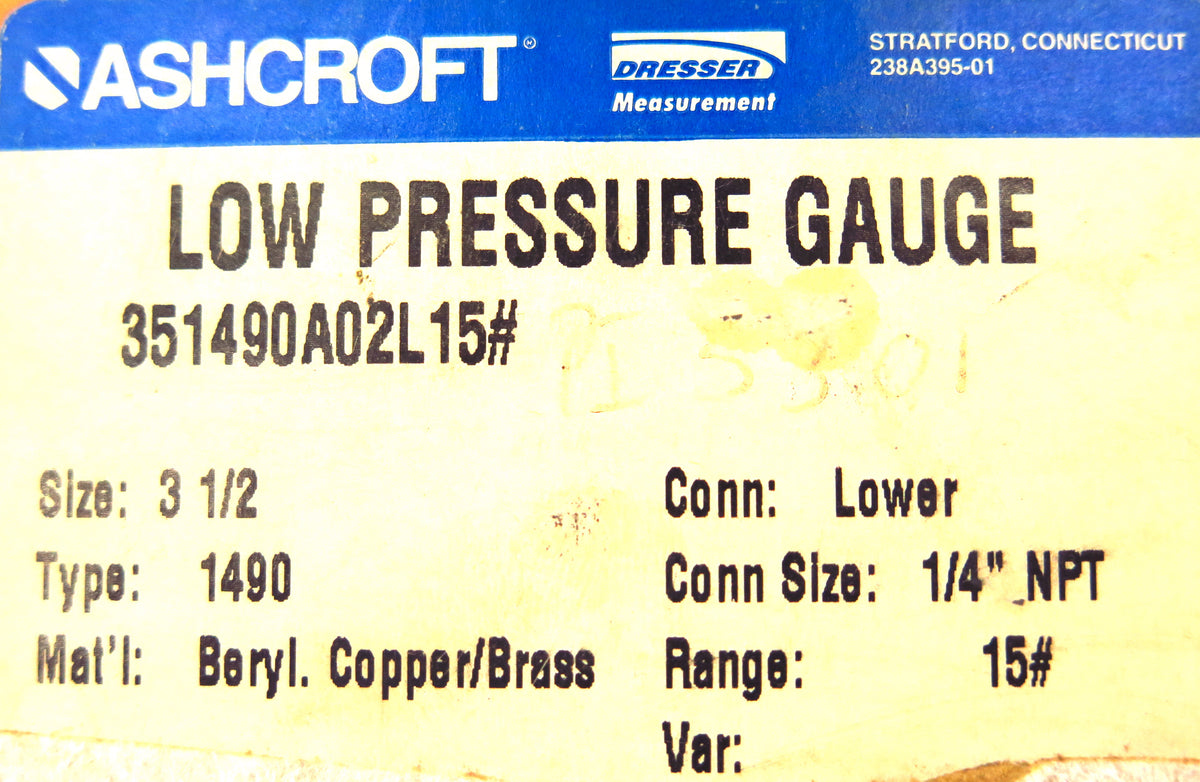 ASHCROFT®
DRESSER
Measurement
STRATFORD, CONNECTICUT
238A395-01
LOW PRESSURE GAUGE
351490A02L15#
Size: 3 1/2
Type: 1490
Mat'l: Beryl. Copper/Brass
Conn: Lower
Conn Size: 1/4" NPT
Range: 15#
Var: